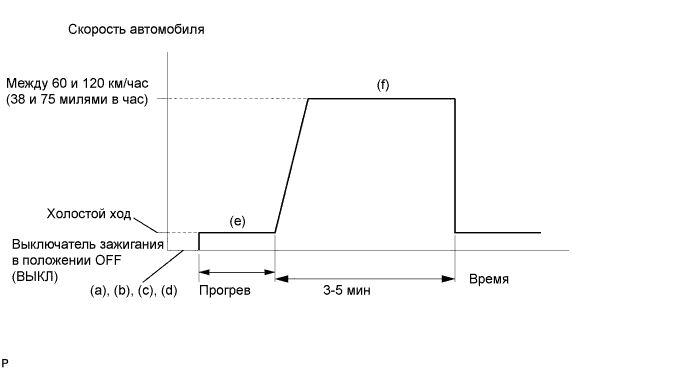 Скорость автомобиля
Между 60 и 120 км/час
(38 и 75 милями в час)
(f)
Холостой ход
(e)
Выключатель зажигания
в положении OFF
(ВЫКЛ)
(a), (b), (c), (d)
Прогрев
3-5 мин
Время
P